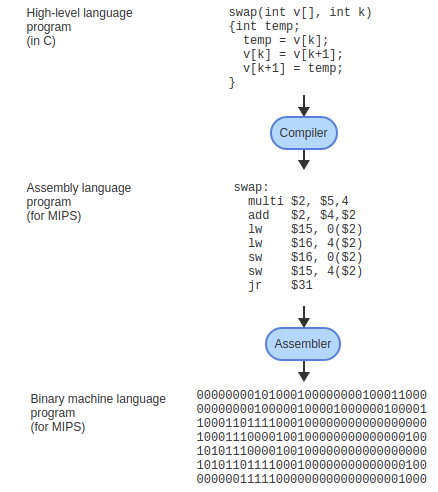 High-level language
program
(in C)
swap(int v[], int k)
{int temp;
temp = v[k];
v[k] = v[k+1];
v[k+1] = temp;
}
Compiler
Assembly language
program
(for MIPS)
swap:
multi $2, $5,4
add $2, $4,$2
lw $15, 0($2)
lw $16, 4($2)
sw $16, 0($2)
sw $15, 4($2)
jr $31
Assembler
Binary machine language
program
(for MIPS)
00000000101000100000000100011000
00000000100000100001000000100001
10001101111000100000000000000000
10001110000100100000000000000100
10101110000100100000000000000000
10101101111000100000000000000100
00000011111000000000000000001000